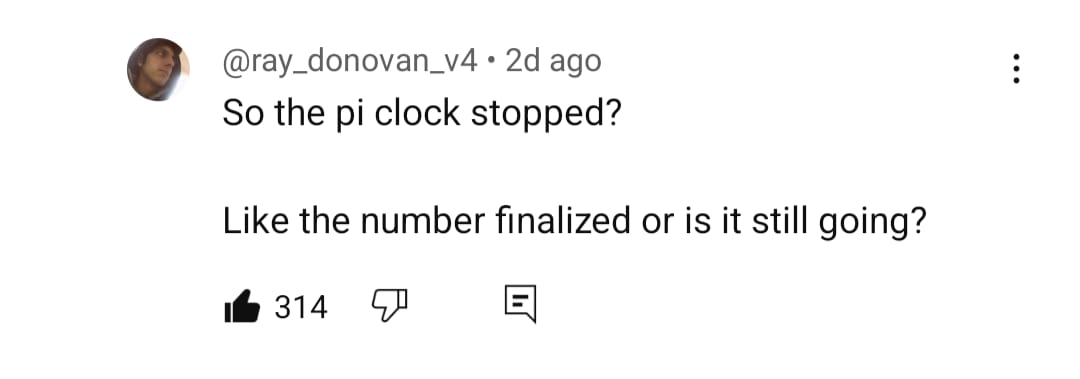 @ray_donovan_v4 • 2d ago
So the pi clock stopped?
Like the number finalized or is it still going?
314